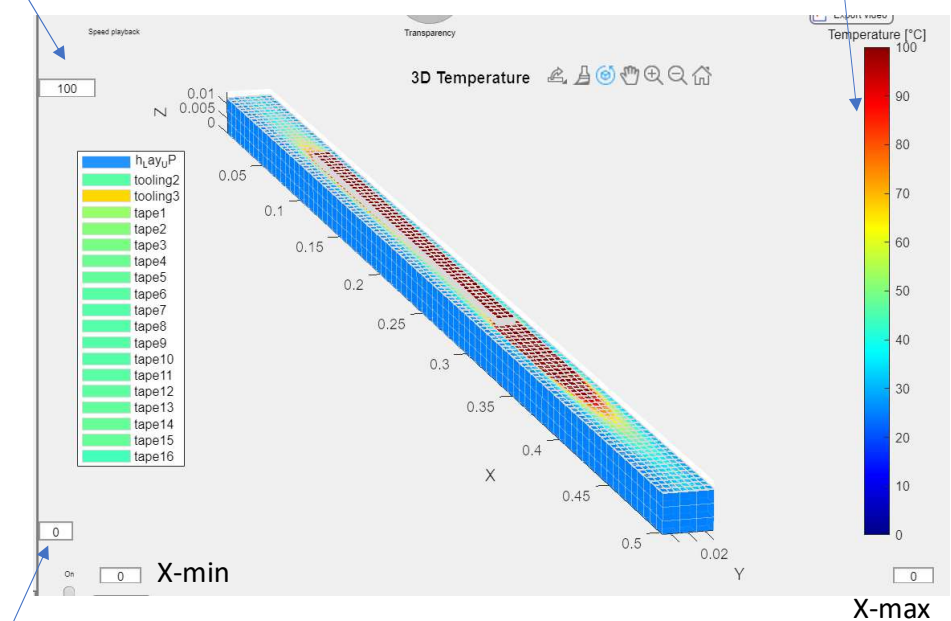 Speed playback
Transparency
Export video
Temperature [°C]
3D Temperature
100
Z
0.01
0.005
0
0.05
0.1
0.15
0.2
0.25
0.3
0.35
0.4
0.45
0.5
X
0.02
Y
hLayUP
tooling2
tooling3
tape1
tape2
tape3
tape4
tape5
tape6
tape7
tape8
tape9
tape10
tape11
tape12
tape13
tape14
tape15
tape16
100
90
80
70
60
50
40
30
20
10
0
0
On
0
X-min
0
X-max